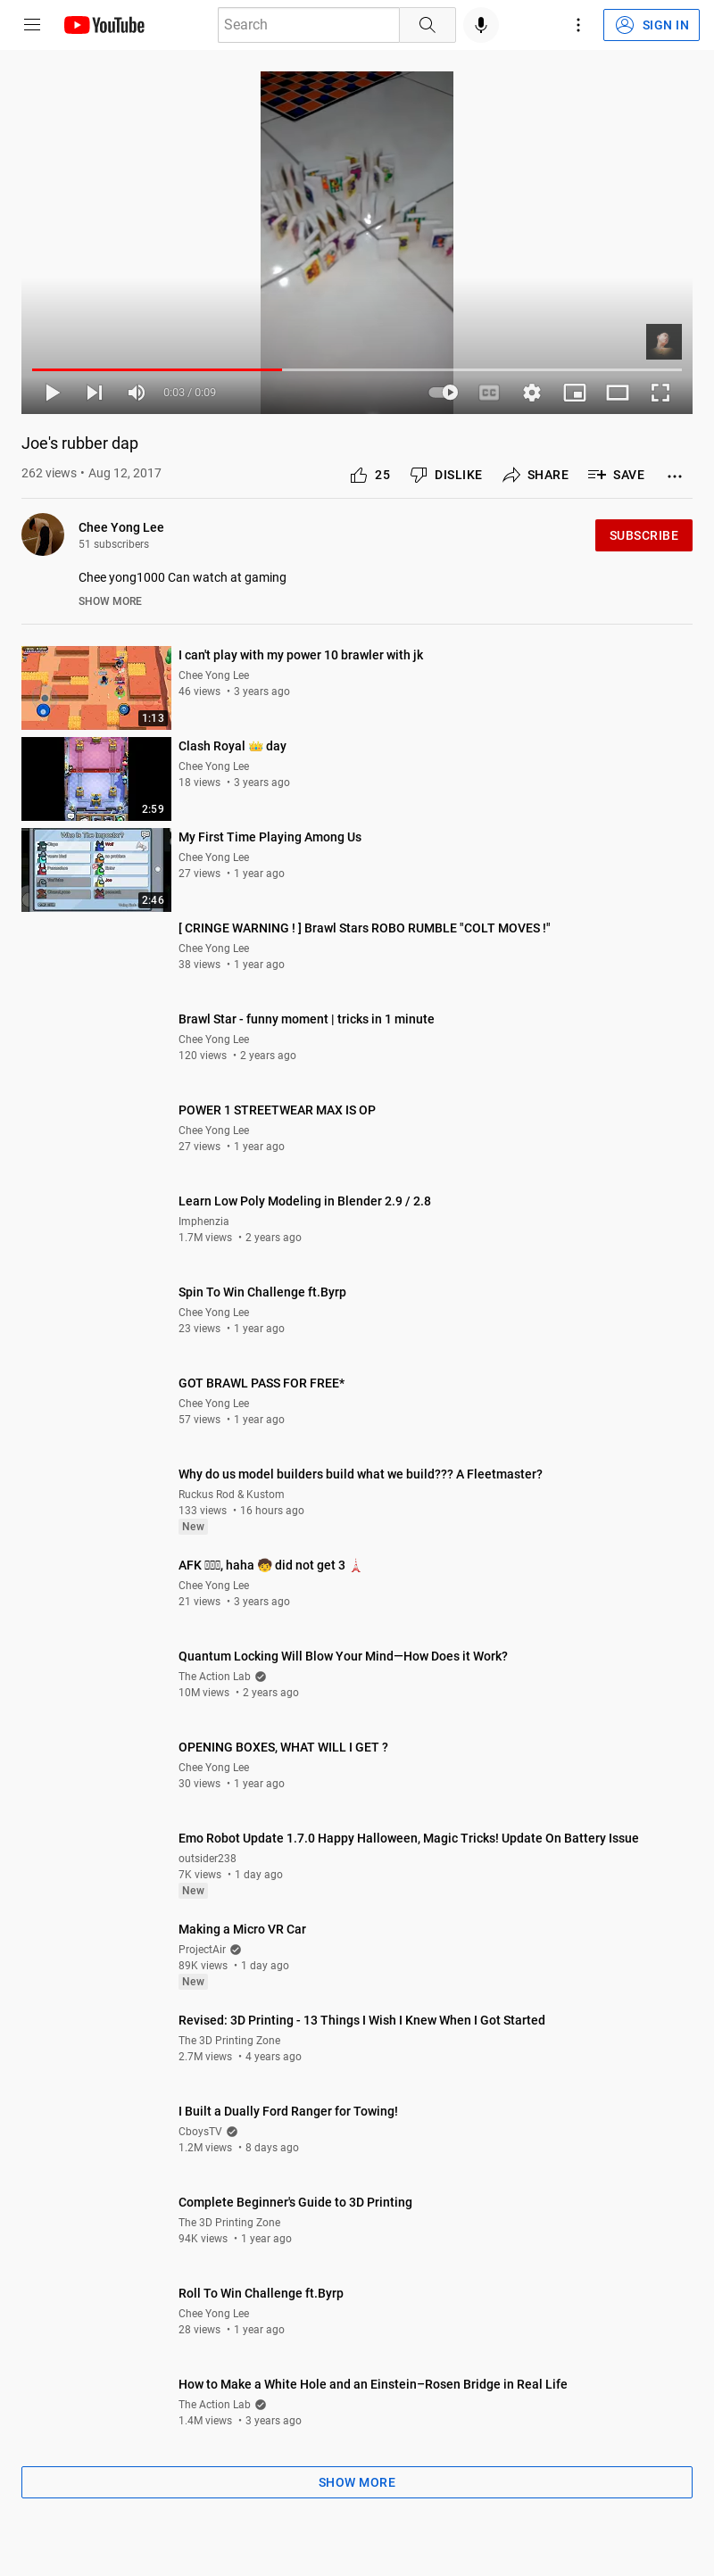 YouTube
Search
SIGN IN
0:03 / 0:09
CC
Joe's rubber dap
262 views • Aug 12, 2017
25
DISLIKE
SHARE
SAVE
Chee Yong Lee
51 subscribers
SUBSCRIBE
Chee yong1000 Can watch at gaming
SHOW MORE
1:13
I can't play with my power 10 brawler with jk
Chee Yong Lee
46 views • 3 years ago
2:59
Clash Royal 👑 day
Chee Yong Lee
18 views • 3 years ago
Who Is The Impostor?
2:46
My First Time Playing Among Us
Chee Yong Lee
27 views • 1 year ago
[ CRINGE WARNING ! ] Brawl Stars ROBO RUMBLE "COLT MOVES !"
Chee Yong Lee
38 views • 1 year ago
Brawl Star - funny moment | tricks in 1 minute
Chee Yong Lee
120 views • 2 years ago
POWER 1 STREETWEAR MAX IS OP
Chee Yong Lee
27 views • 1 year ago
Learn Low Poly Modeling in Blender 2.9 / 2.8
Imphenzia
1.7M views • 2 years ago
Spin To Win Challenge ft.Byrp
Chee Yong Lee
23 views • 1 year ago
GOT BRAWL PASS FOR FREE*
Chee Yong Lee
57 views • 1 year ago
Why do us model builders build what we build??? A Fleetmaster?
Ruckus Rod & Kustom
133 views • 16 hours ago
New
AFK , haha 🧒 did not get 3 🗼
Chee Yong Lee
21 views • 3 years ago
Quantum Locking Will Blow Your Mind—How Does it Work?
The Action Lab
10M views • 2 years ago
OPENING BOXES, WHAT WILL I GET ?
Chee Yong Lee
30 views • 1 year ago
Emo Robot Update 1.7.0 Happy Halloween, Magic Tricks! Update On Battery Issue
outsider238
7K views • 1 day ago
New
Making a Micro VR Car
ProjectAir
89K views • 1 day ago
New
Revised: 3D Printing - 13 Things I Wish I Knew When I Got Started
The 3D Printing Zone
2.7M views • 4 years ago
I Built a Dually Ford Ranger for Towing!
CboysTV
1.2M views • 8 days ago
Complete Beginner's Guide to 3D Printing
The 3D Printing Zone
94K views • 1 year ago
Roll To Win Challenge ft.Byrp
Chee Yong Lee
28 views • 1 year ago
How to Make a White Hole and an Einstein–Rosen Bridge in Real Life
The Action Lab
1.4M views • 3 years ago
SHOW MORE